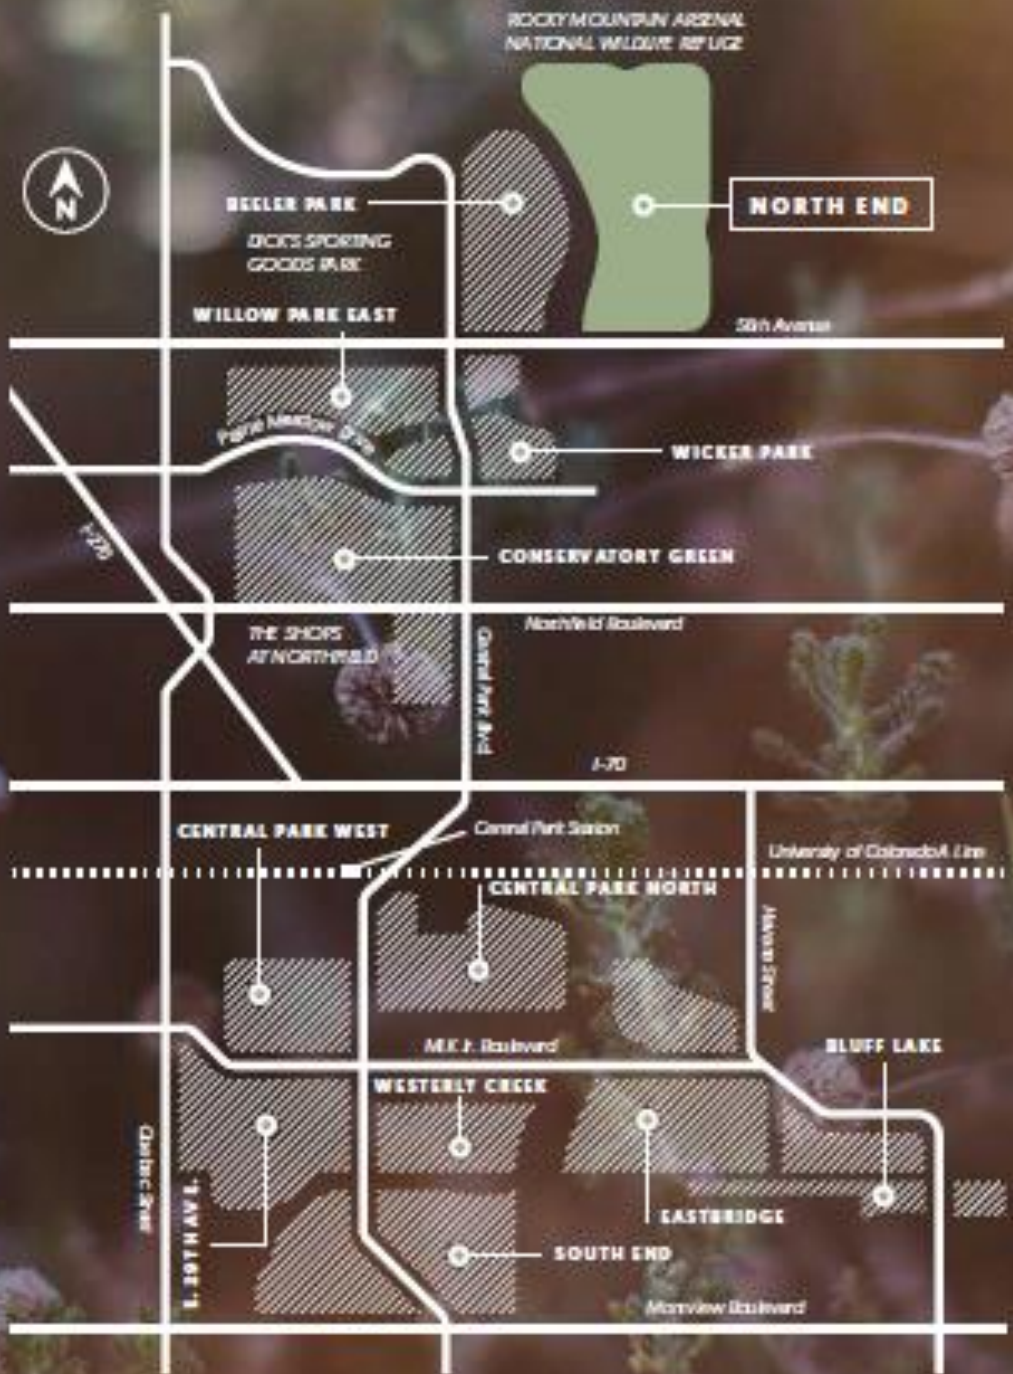 ROCKY MOUNTAIN ARSENAL
NATIONAL WILDLIFE REFUGE
N
BEELER PARK
NORTH END
DICK'S SPORTING
GOODS PARK
WILLOW PARK EAST
56th Avenue
Prairie Meadow Drive
WICKER PARK
I-270
CONSERVATORY GREEN
Northfield Boulevard
THE SHOPS
AT NORTHFIELD
Central Park Blvd
I-70
CENTRAL PARK WEST
Central Park Station
University of Colorado A Line
CENTRAL PARK NORTH
Havana Street
M.L.K. Jr. Boulevard
BLUFF LAKE
WESTERLY CREEK
Street
E. 29TH AVE.
EASTBRIDGE
SOUTH END
Montview Boulevard